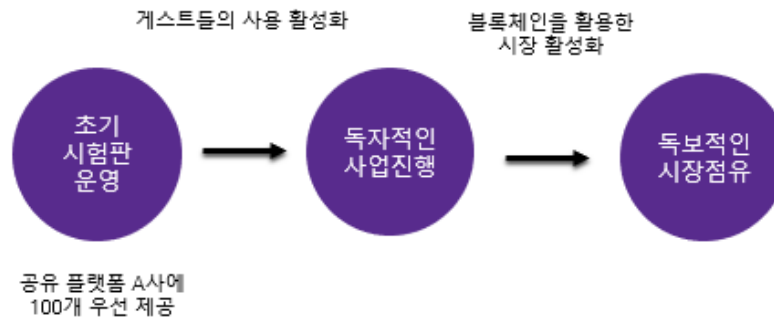 게스트들의 사용 활성화
블록체인을 활용한
시장 활성화
초기
시험판
운영
독자적인
사업진행
독보적인
시장점유
공유 플랫폼 A사에
100개 우선 제공